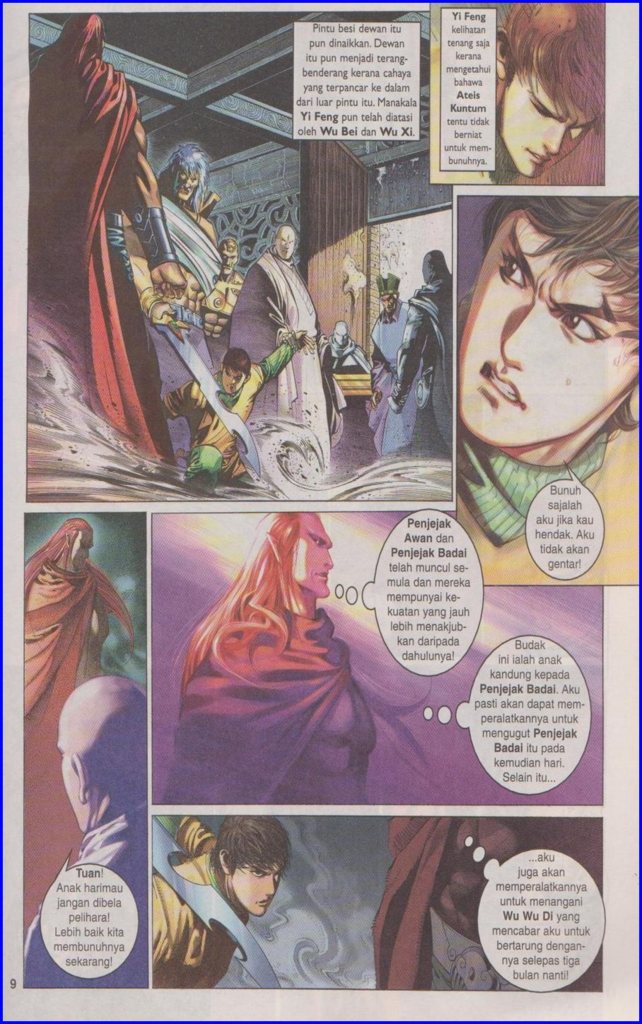 Pintu besi dewan itu
pun dinaikkan. Dewan
itu pun menjadi terang-
benderang kerana cahaya
yang terpancar ke dalam
dari luar pintu itu. Manakala
Yi Feng pun telah diatasi
oleh Wu Bei dan Wu Xi.
Yi Feng
kelihatan
tenang saja
kerana
mengetahui
bahawa
Ateis
Kuntum
tentu tidak
berniat
untuk mem-
bunuhnya.
Bunuh
sajalah
aku jika kau
hendak. Aku
tidak akan
gentar!
Tuan!
Anak harimau
jangan dibela
pelihara!
Lebih baik kita
membunuhnya
sekarang!
Penjejak
Awan dan
Penjejak Badai
telah muncul se-
mula dan mereka
mempunyai ke-
kuatan yang jauh
lebih menakjub-
kan daripada
dahulunya!
Budak
ini ialah anak
kandung kepada
Penjejak Badai. Aku
pasti akan dapat mem-
peralatkannya untuk
mengugut Penjejak
Badai itu pada
kemudian hari.
Selain itu...
...aku
juga akan
memperalatkannya
untuk menangani
Wu Wu Di yang
mencabar aku untuk
bertarung dengan-
nya selepas tiga
bulan nanti!
9